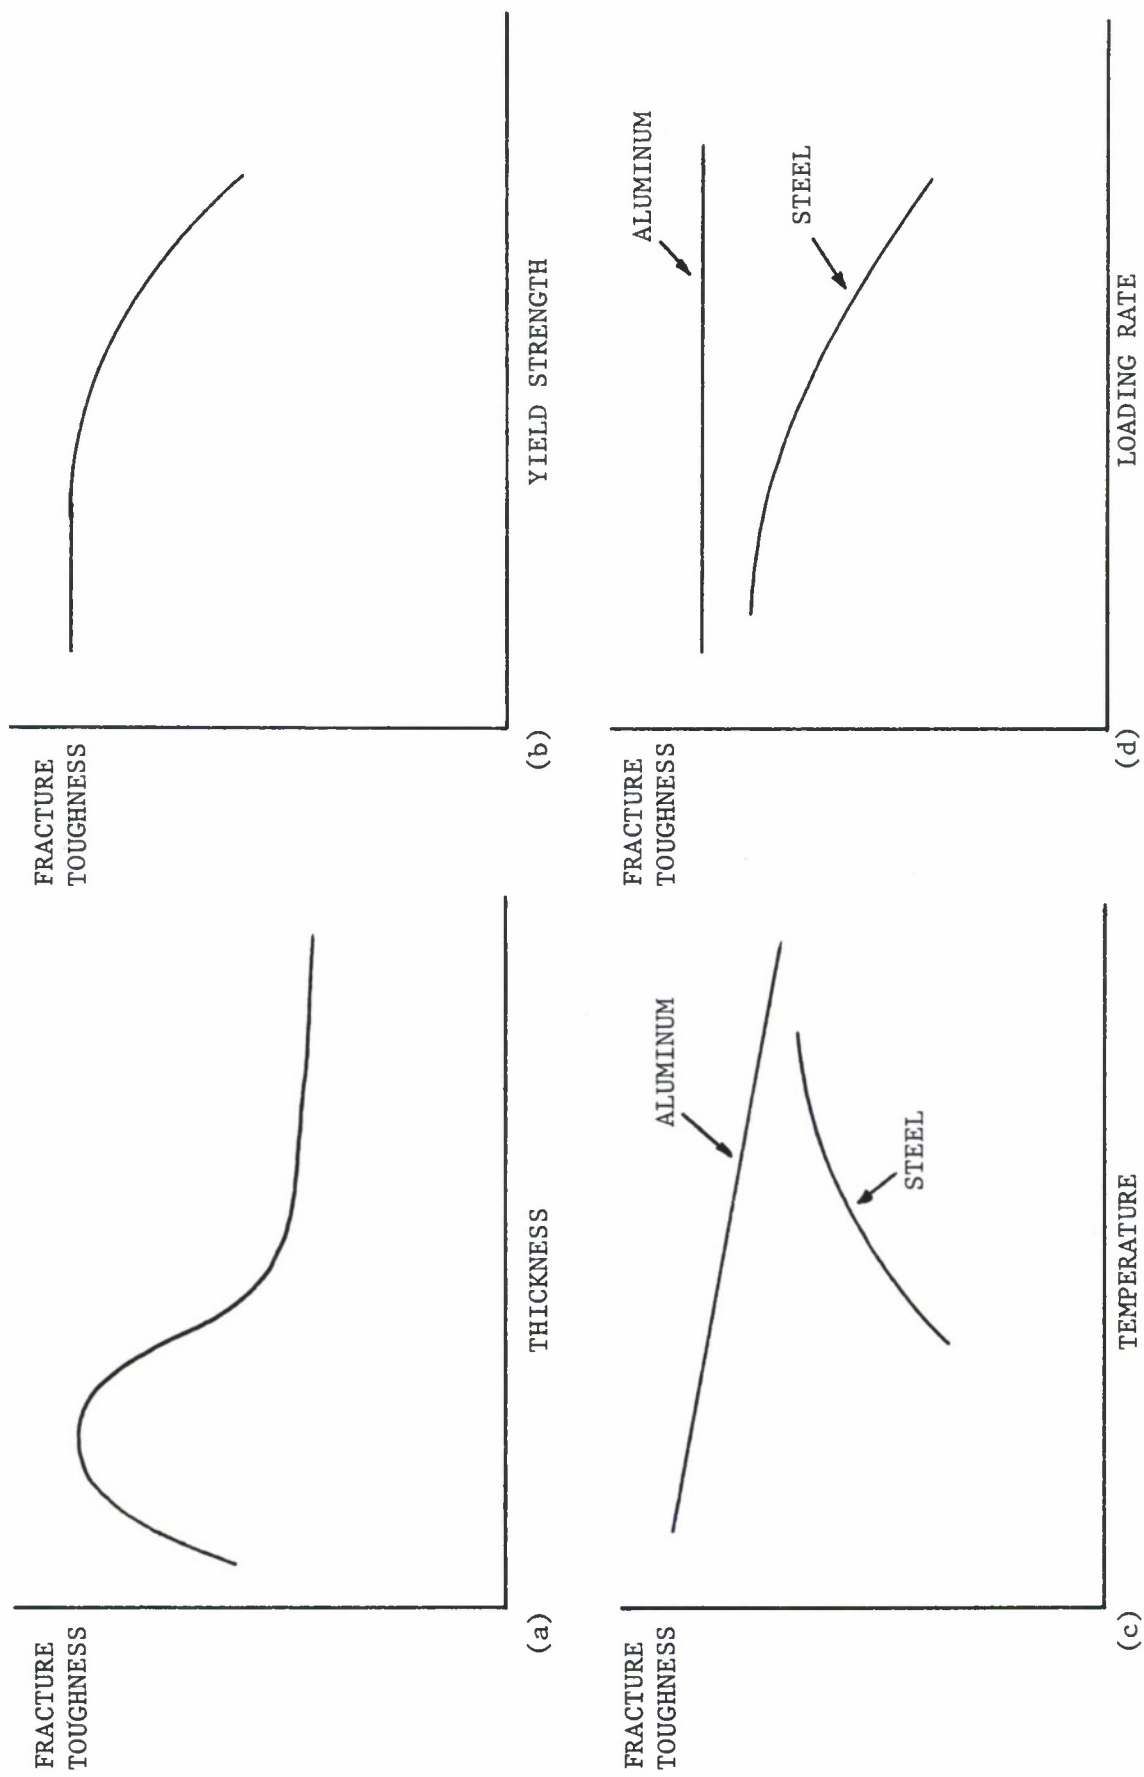 FRACTURE
TOUGHNESS
THICKNESS
(a)
FRACTURE
TOUGHNESS
YIELD STRENGTH
(b)
FRACTURE
TOUGHNESS
ALUMINUM
STEEL
TEMPERATURE
(c)
FRACTURE
TOUGHNESS
ALUMINUM
STEEL
LOADING RATE
(d)